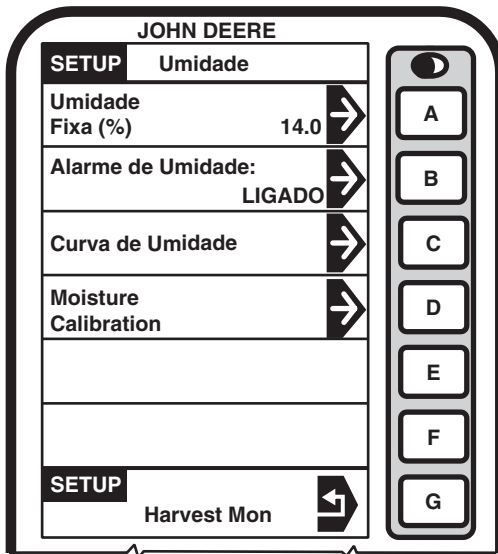 JOHN DEERE
SETUP Umidade
Umidade
Fixa (%) 14.0
A
Alarme de Umidade:
LIGADO
B
Curva de Umidade
C
Moisture
Calibration
D
E
F
SETUP
Harvest Mon
G